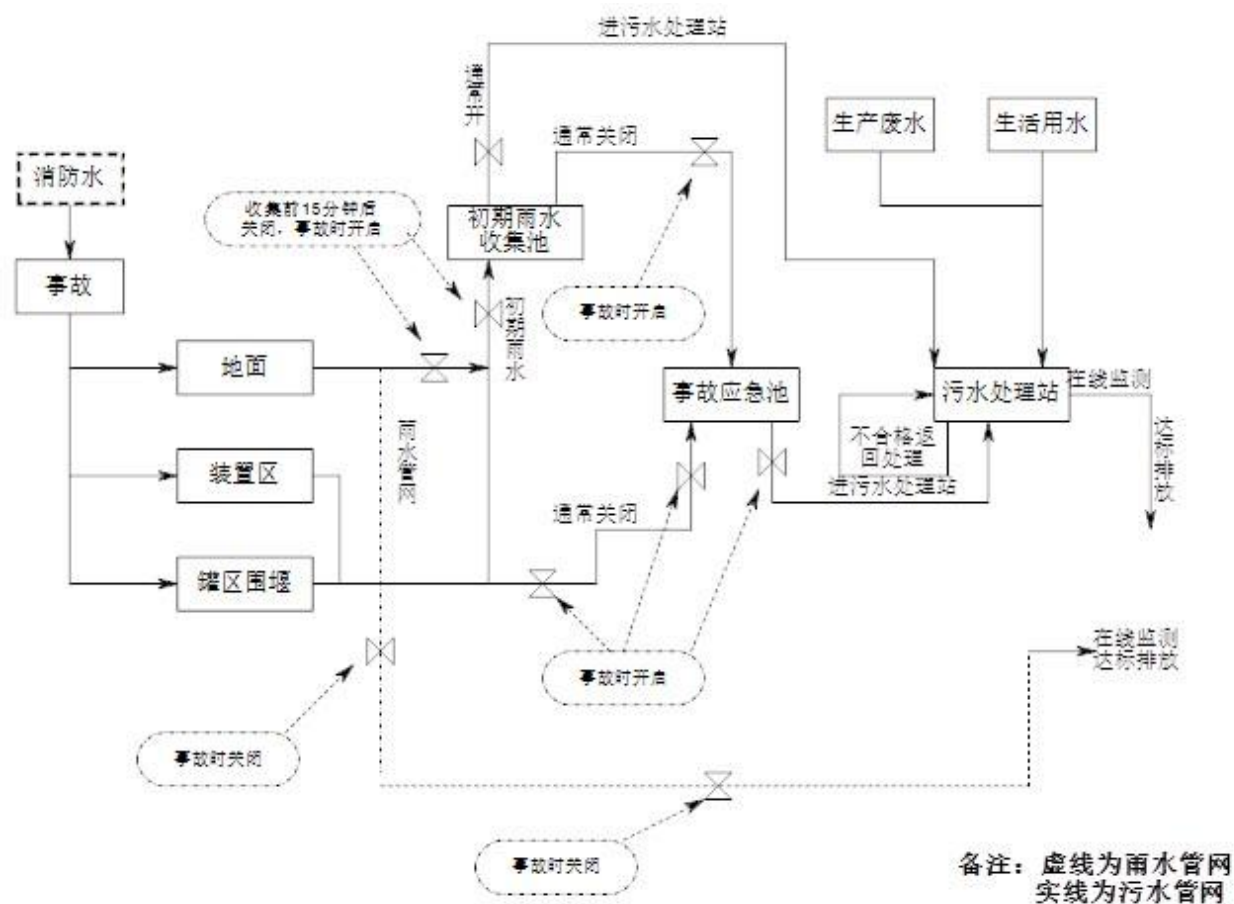 进污水处理站
通常开
生产废水
生活用水
通常关闭
消防水
收集前15分钟后
关闭，事故时开启
初期雨水
收集池
事故
事故时开启
初期雨水
地面
事故应急池
污水处理站
在线监测
达标排放
雨水管网
不合格返
回处理
装置区
进污水处理站
通常关闭
罐区围堰
事故时开启
在线监测
达标排放
事故时关闭
事故时关闭
备注：虚线为雨水管网
实线为污水管网